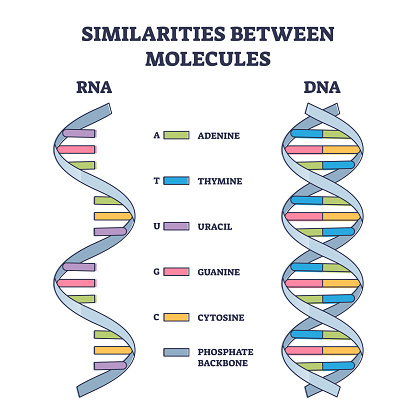 SIMILARITIES BETWEEN
MOLECULES
RNA
DNA
A ADENINE
T THYMINE
U URACIL
G GUANINE
C CYTOSINE
PHOSPHATE
BACKBONE